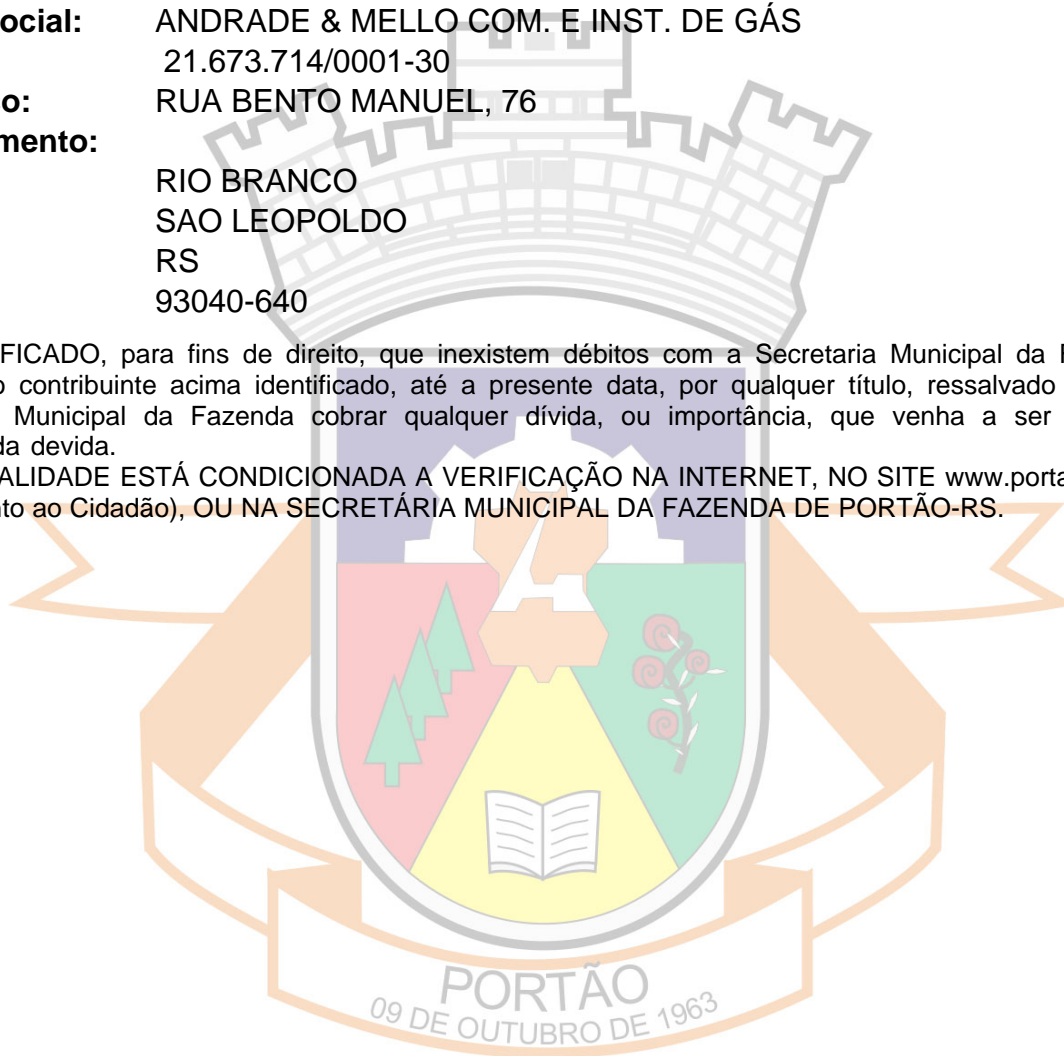 ocial: ANDRADE & MELLO COM. E INST. DE GÁS
21.673.714/0001-30
o: RUA BENTO MANUEL, 76
mento:
RIO BRANCO
SAO LEOPOLDO
RS
93040-640
FICADO, para fins de direito, que inexistem débitos com a Secretaria Municipal da
o contribuinte acima identificado, até a presente data, por qualquer título, ressalvado
Municipal da Fazenda cobrar qualquer dívida, ou importância, que venha a ser
da devida.
ALIDADE ESTÁ CONDICIONADA A VERIFICAÇÃO NA INTERNET, NO SITE www.porta
to ao Cidadão), OU NA SECRETÁRIA MUNICIPAL DA FAZENDA DE PORTÃO-RS.
PORTÃO
09 DE OUTUBRO DE 1963